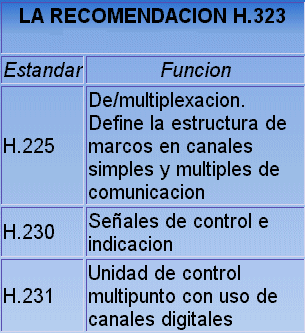 LA RECOMENDACION H.323
Estandar
Funcion
H.225
De/multiplexacion.
Define la estructura de
marcos en canales
simples y multiples de
comunicacion
H.230
Señales de control e
indicacion
H.231
Unidad de control
multipunto con uso de
canales digitales